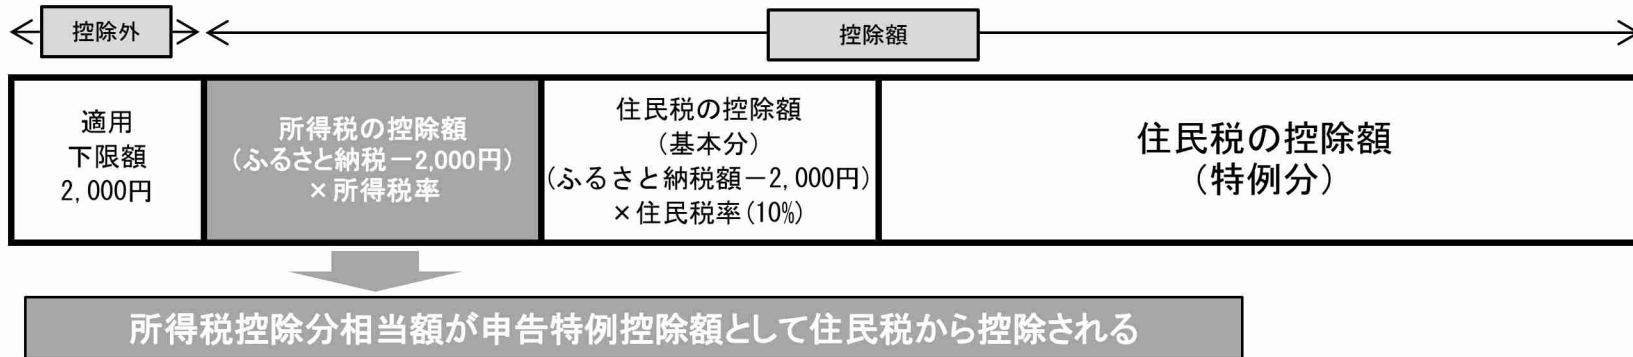 控除外
控除額
適用
下限額
2,000円
所得税の控除額
(ふるさと納税－2,000円)
×所得税率
住民税の控除額
(基本分)
(ふるさと納税額－2,000円)
×住民税率(10%)
住民税の控除額
(特例分)
所得税控除分相当額が申告特例控除額として住民税から控除される